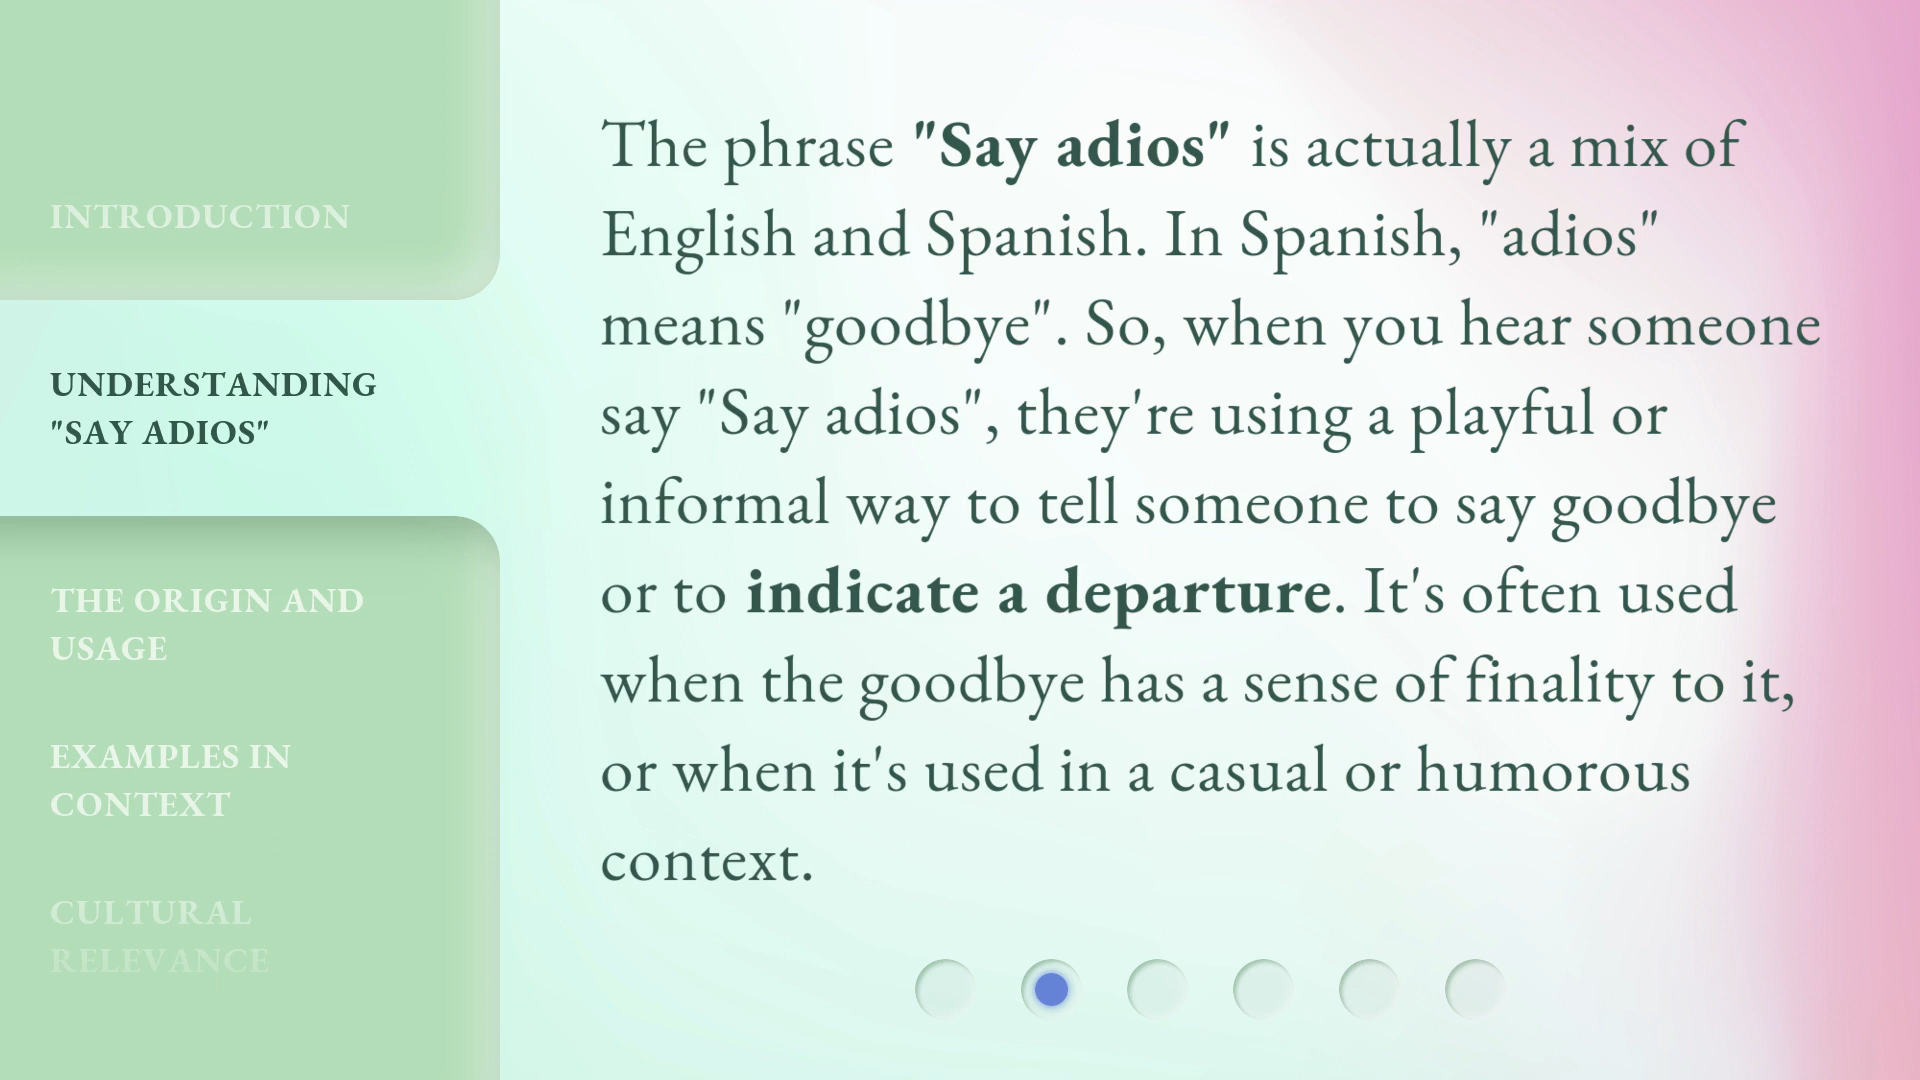 INTRODUCTION
UNDERSTANDING
"SAY ADIOS"
THE ORIGIN AND
USAGE
EXAMPLES IN
CONTEXT
CULTURAL
RELEVANCE
The phrase "Say adios" is actually a mix of
English and Spanish. In Spanish, "adios"
means "goodbye". So, when you hear someone
say "Say adios", they're using a playful or
informal way to tell someone to say goodbye
or to indicate a departure. It's often used
when the goodbye has a sense of finality to it,
or when it's used in a casual or humorous
context.